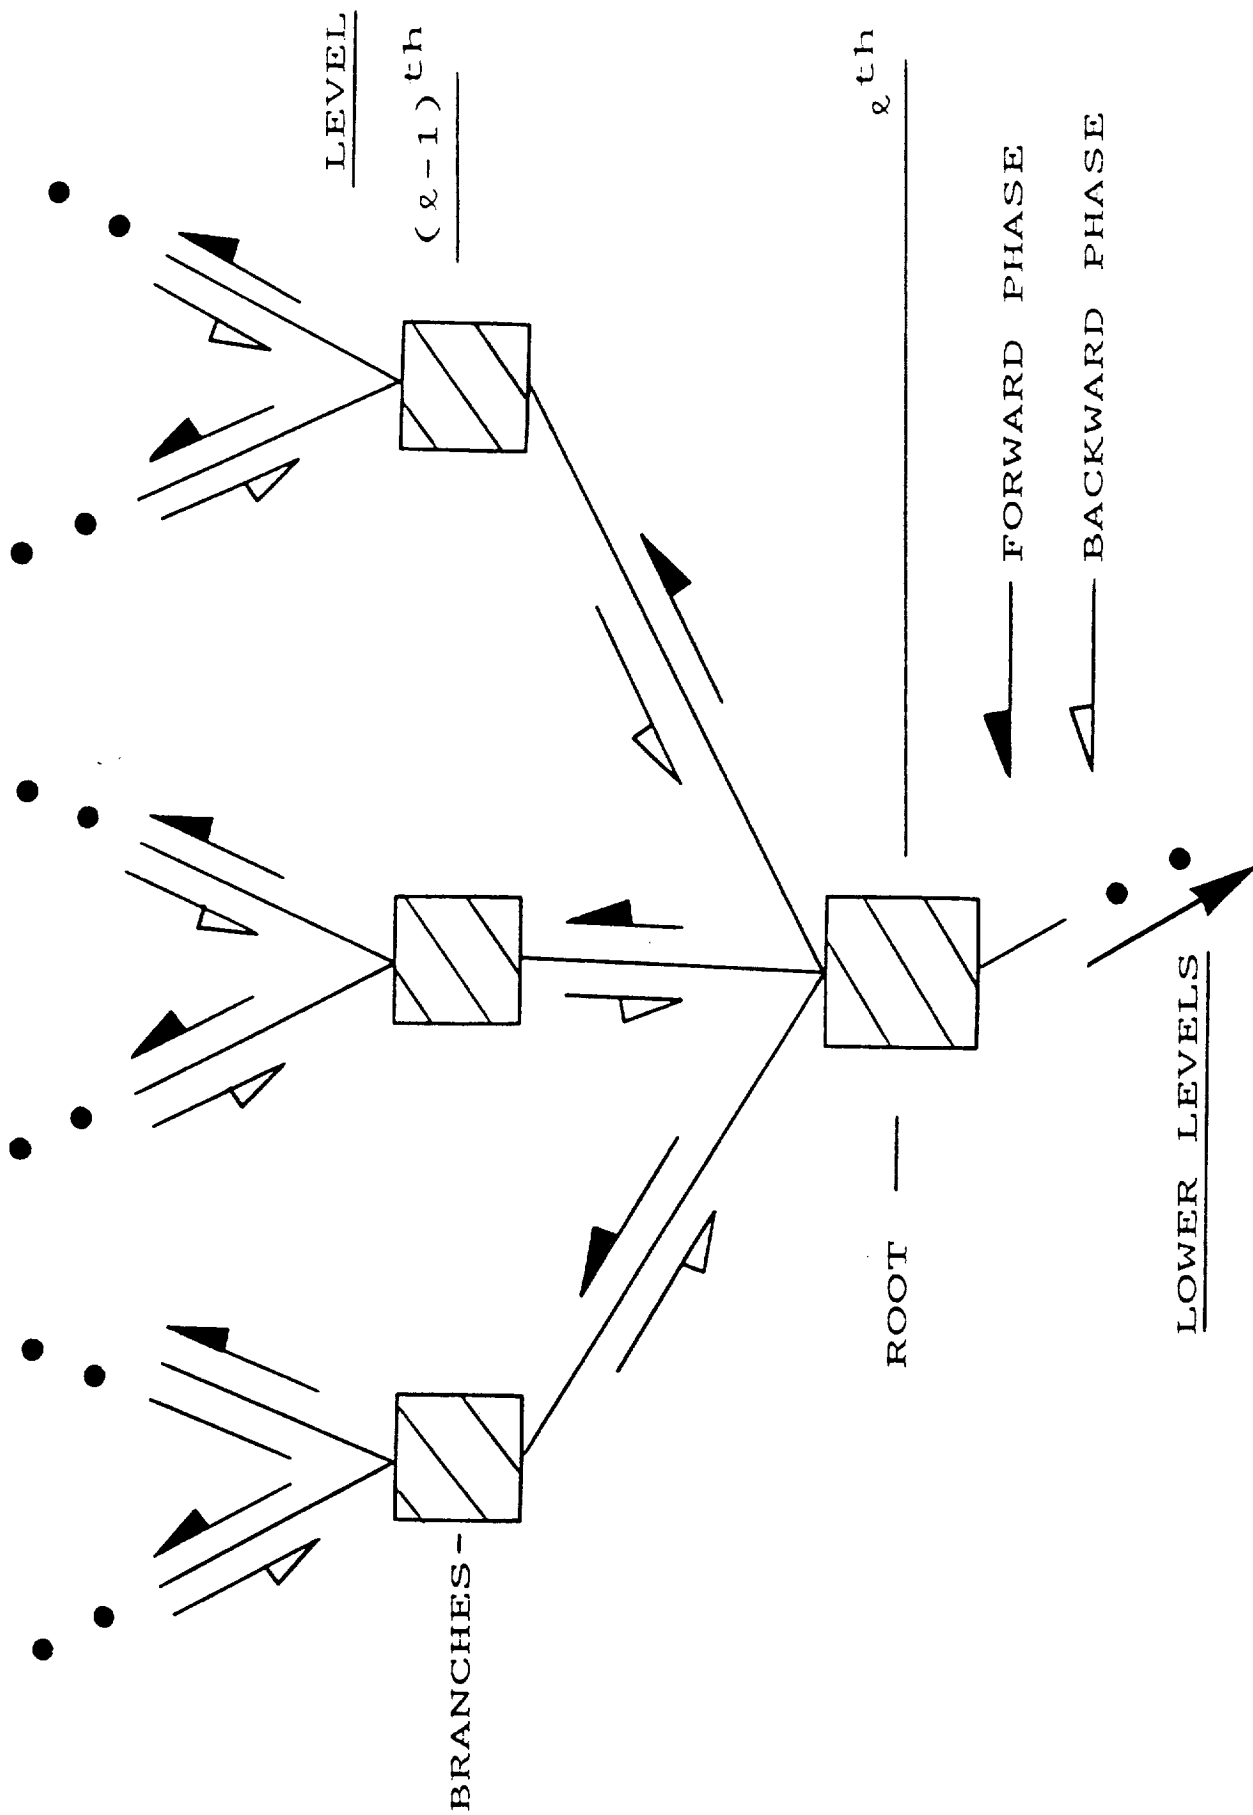 LEVEL
(ℓ-1)th
BRANCHES
ROOT
ℓth
FORWARD PHASE
BACKWARD PHASE
LOWER LEVELS